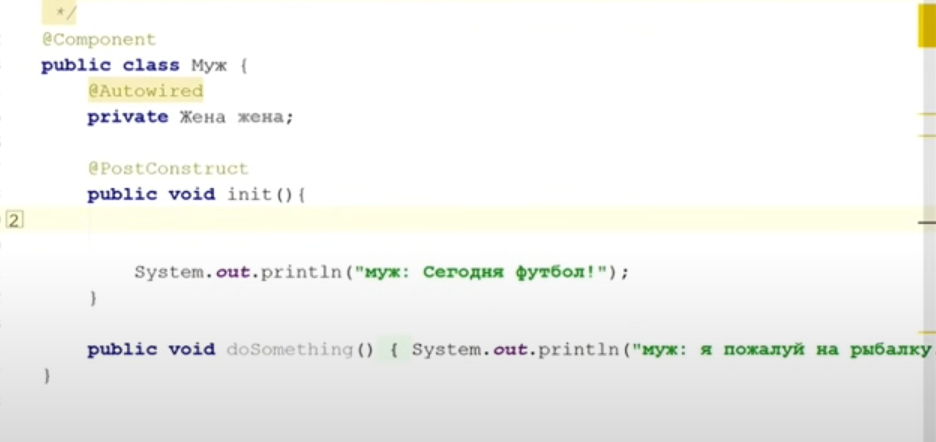 */
@Component
public class Муж {
@Autowired
private Жена жена;
@PostConstruct
public void init(){
2
System.out.println("муж: Сегодня футбол!");
}
public void doSomething() { System.out.println("муж: я пожалуй на рыбалку
}